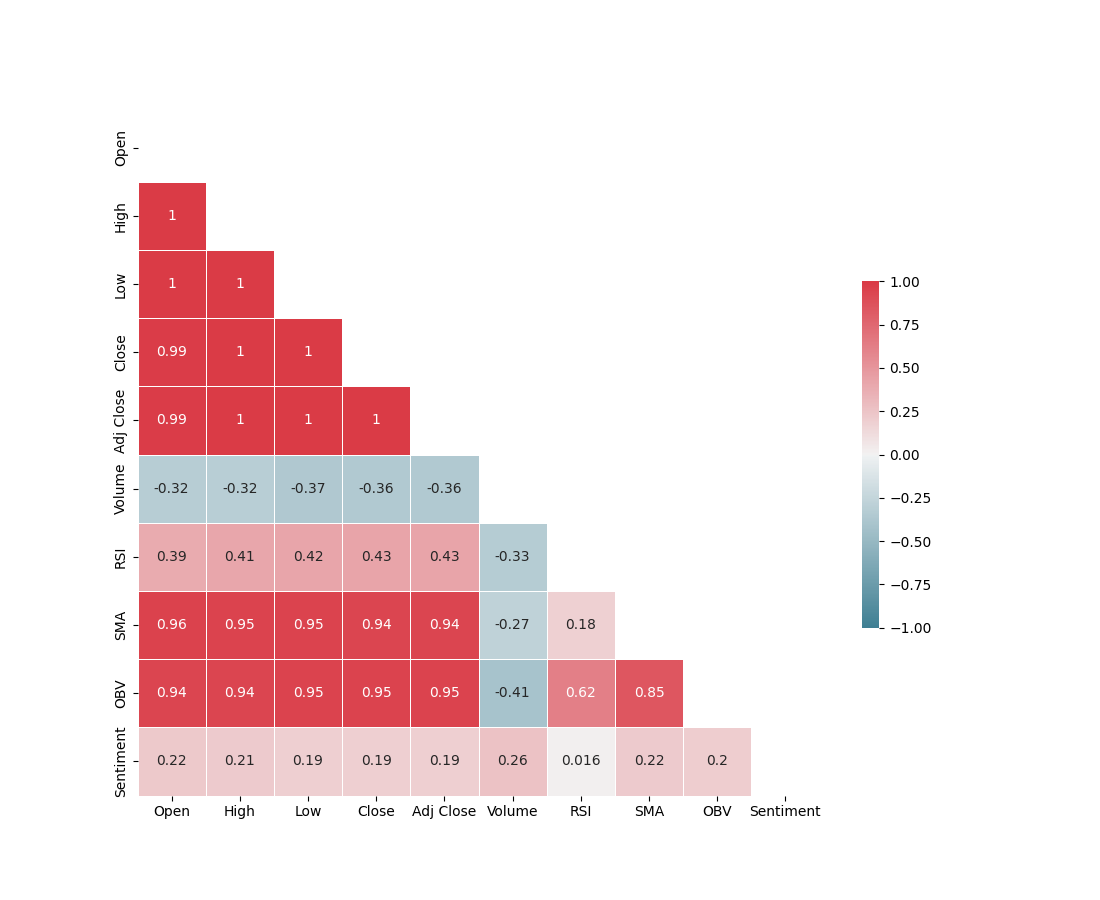 Open
High 1
Low 1 1
Close 0.99 1 1
Adj Close 0.99 1 1 1
Volume -0.32 -0.32 -0.37 -0.36 -0.36
RSI 0.39 0.41 0.42 0.43 0.43 -0.33
SMA 0.96 0.95 0.95 0.94 0.94 -0.27 0.18
OBV 0.94 0.94 0.95 0.95 0.95 -0.41 0.62 0.85
Sentiment 0.22 0.21 0.19 0.19 0.19 0.26 0.016 0.22 0.2
Open High Low Close Adj Close Volume RSI SMA OBV Sentiment
1.00
0.75
0.50
0.25
0.00
−0.25
−0.50
−0.75
−1.00